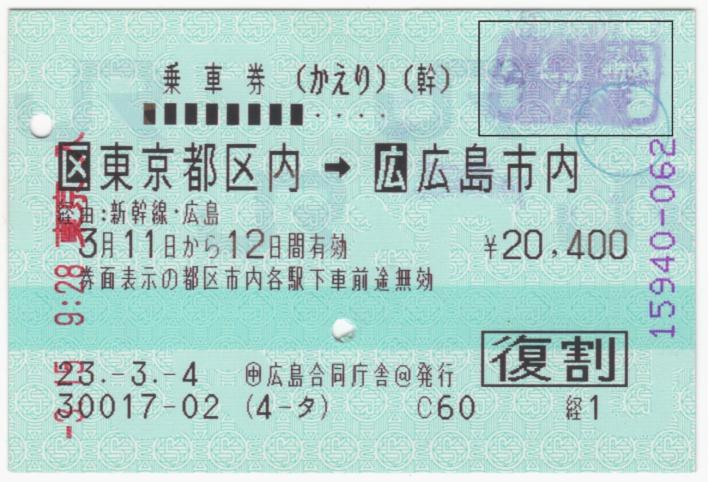 乗車券 (かえり)(幹)
区東京都区内 → 広広島市内
経由:新幹線・広島
3月11日から12日間有効 ¥20,400
券面表示の都区市内各駅下車前途無効
復割
23.-3.-4 ㊥広島合同庁舎@発行
30017-02 (4-タ) C60 経1
15940-062